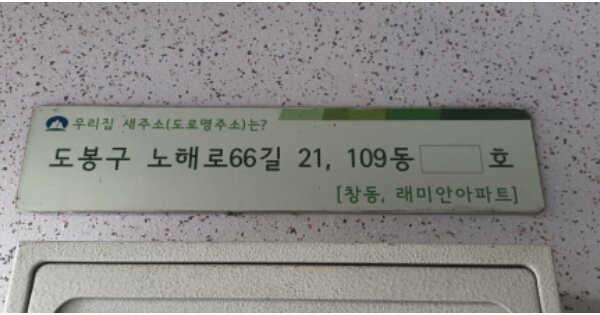 우리집 새주소(도로명주소)는?
도봉구 노해로66길 21, 109동 호
[창동, 래미안아파트]